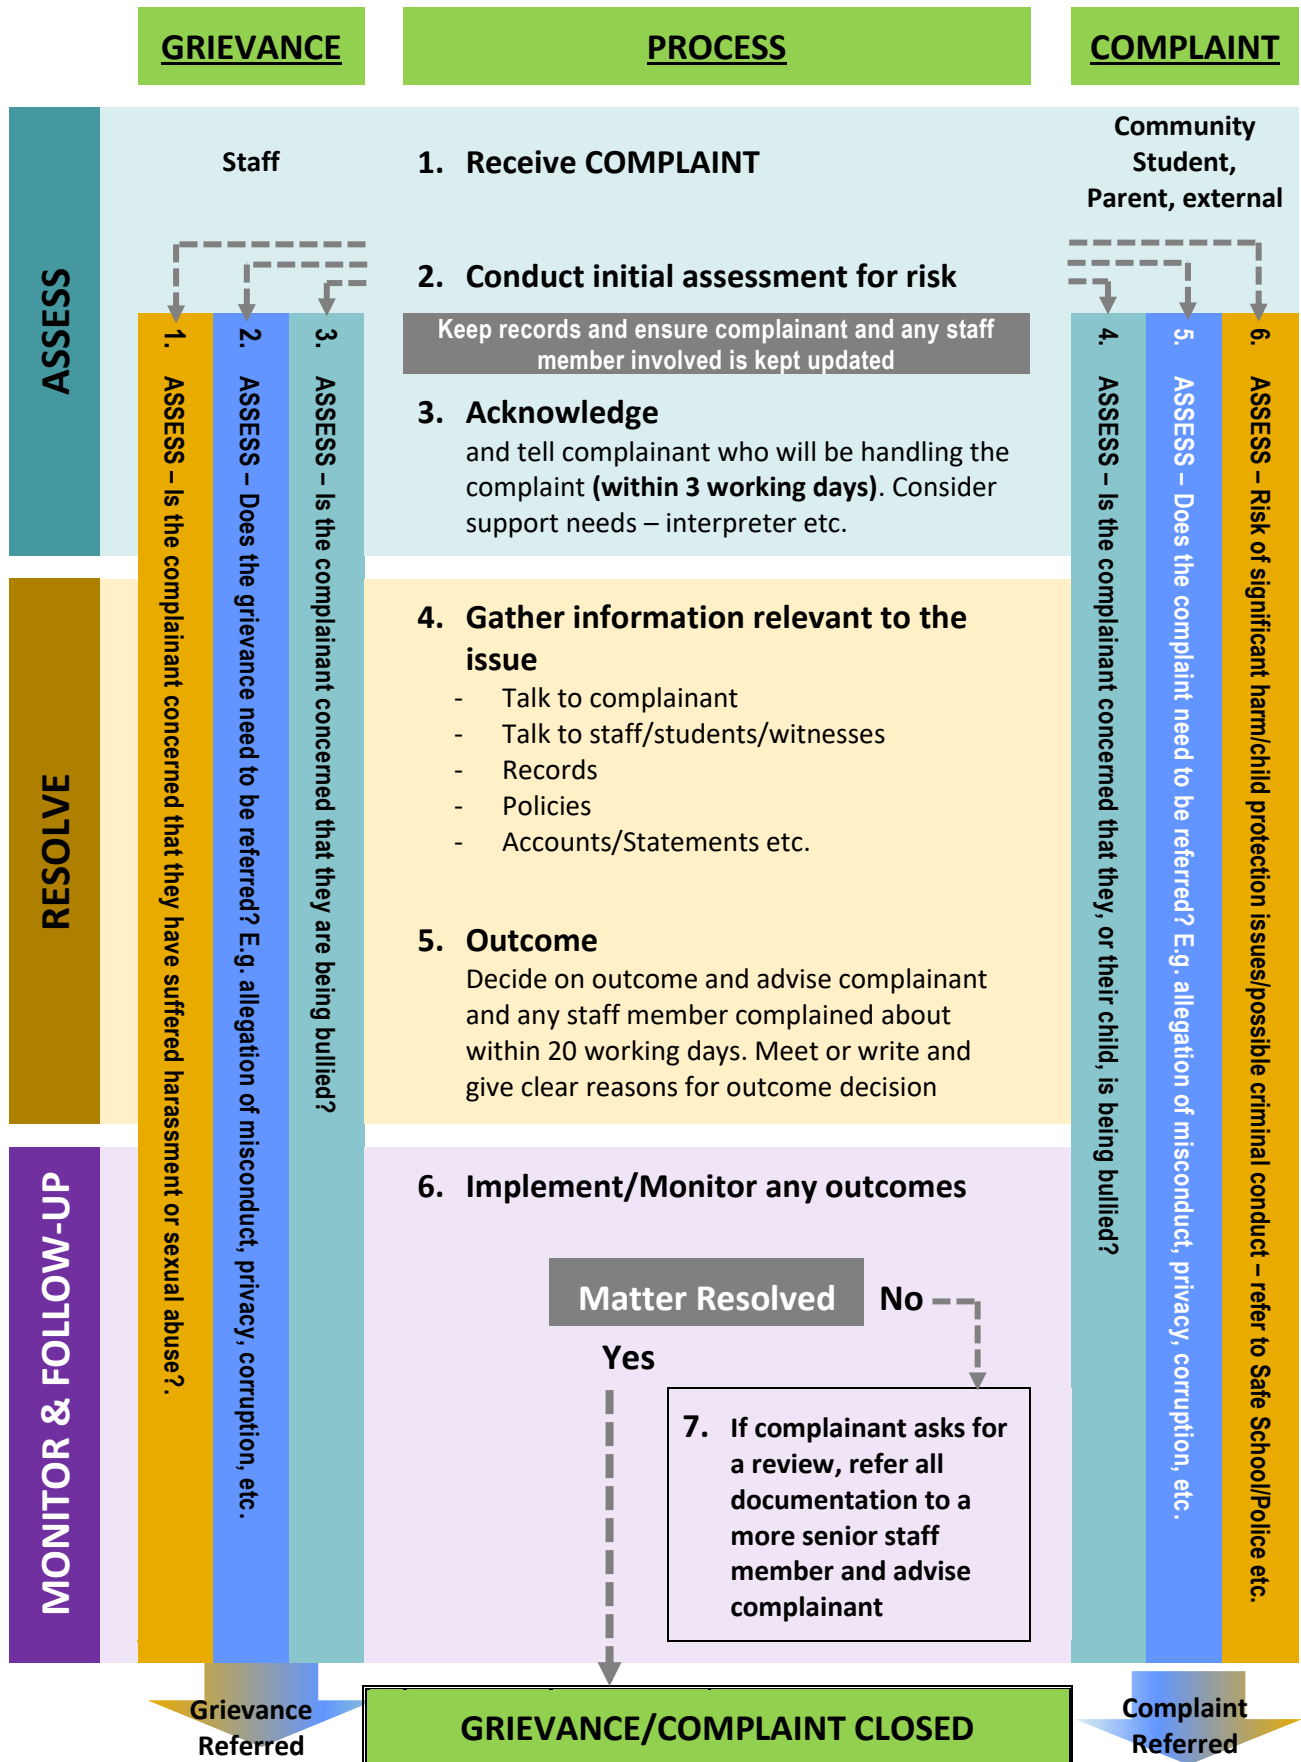 GRIEVANCE
PROCESS
COMPLAINT
ASSESS
Staff
1. Receive COMPLAINT
Community
Student,
Parent, external
2. Conduct initial assessment for risk
Keep records and ensure complainant and any staff
member involved is kept updated
3. Acknowledge
and tell complainant who will be handling the
complaint (within 3 working days). Consider
support needs – interpreter etc.
1. ASSESS – Is the complainant concerned that they have suffered harassment or sexual abuse?.
2. ASSESS – Does the grievance need to be referred? E.g. allegation of misconduct, privacy, corruption, etc.
3. ASSESS – Is the complainant concerned that they are being bullied?
4. ASSESS – Is the complainant concerned that they, or their child, is being bullied?
5. ASSESS – Does the complaint need to be referred? E.g. allegation of misconduct, privacy, corruption, etc.
6. ASSESS – Risk of significant harm/child protection issues/possible criminal conduct – refer to Safe School/Police etc.
RESOLVE
4. Gather information relevant to the
issue
- Talk to complainant
- Talk to staff/students/witnesses
- Records
- Policies
- Accounts/Statements etc.
5. Outcome
Decide on outcome and advise complainant
and any staff member complained about
within 20 working days. Meet or write and
give clear reasons for outcome decision
MONITOR & FOLLOW-UP
6. Implement/Monitor any outcomes
Matter Resolved
No
Yes
7. If complainant asks for
a review, refer all
documentation to a
more senior staff
member and advise
complainant
Grievance
Referred
GRIEVANCE/COMPLAINT CLOSED
Complaint
Referred